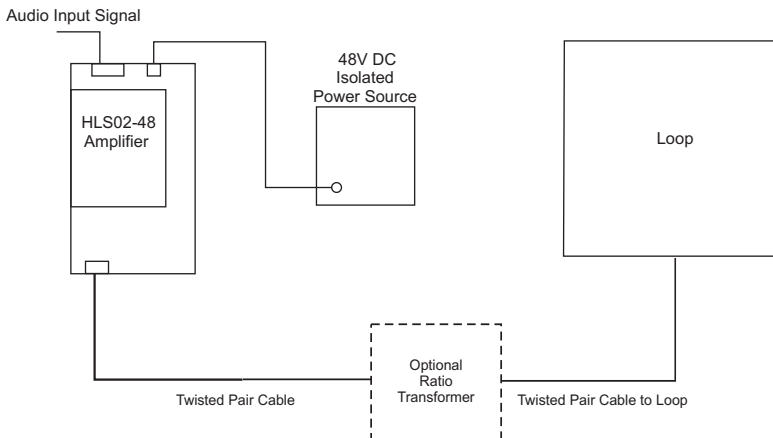 Audio Input Signal
48V DC
Isolated
Power Source
HLS02-48
Amplifier
Loop
Optional
Ratio
Transformer
Twisted Pair Cable
Twisted Pair Cable to Loop